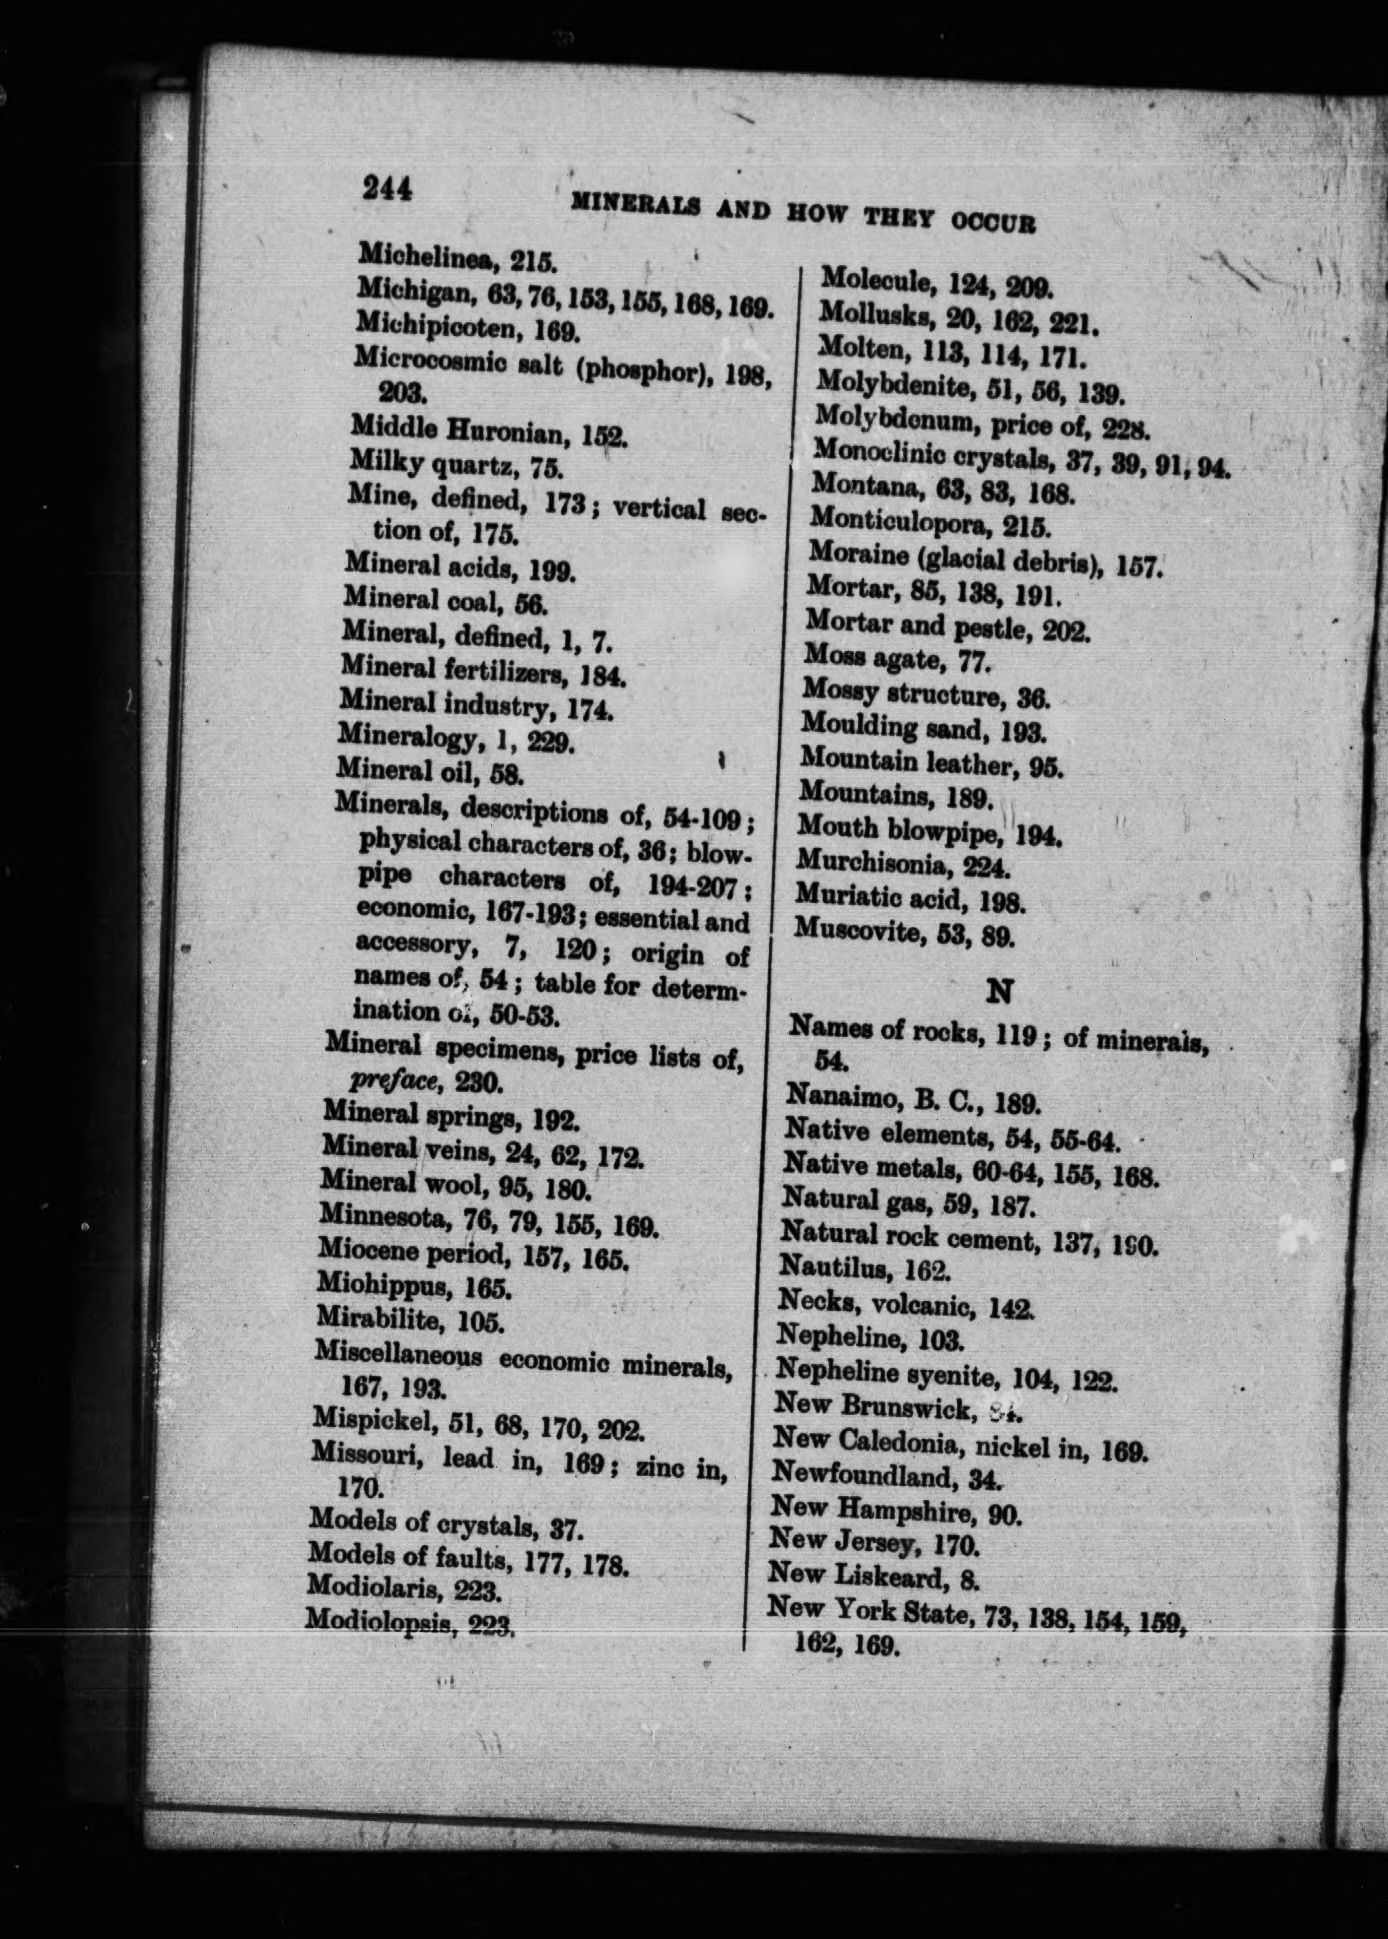 244
MINERALS AND HOW THEY OCCUR
Michelinea, 215.
Michigan, 63, 76, 153, 155, 168, 169.
Michipicoten, 169.
Microcosmic salt (phosphor), 198,
203.
Middle Huronian, 152.
Milky quartz, 75.
Mine, defined, 173; vertical sec-
tion of, 175.
Mineral acids, 199.
Mineral coal, 56.
Mineral, defined, 1, 7.
Mineral fertilizers, 184.
Mineral industry, 174.
Mineralogy, 1, 229.
Mineral oil, 58.
Minerals, descriptions of, 54-109;
physical characters of, 36; blow-
pipe characters of, 194-207;
economic, 167-193; essential and
accessory, 7, 120; origin of
names of, 54; table for determ-
ination of, 50-53.
Mineral specimens, price lists of,
preface, 230.
Mineral springs, 192.
Mineral veins, 24, 62, 172.
Mineral wool, 95, 180.
Minnesota, 76, 79, 155, 169.
Miocene period, 157, 165.
Miohippus, 165.
Mirabilite, 105.
Miscellaneous economic minerals,
167, 193.
Mispickel, 51, 68, 170, 202.
Missouri, lead in, 169; zinc in,
170.
Models of crystals, 37.
Models of faults, 177, 178.
Modiolaris, 223.
Modiolopsis, 223.
Molecule, 124, 209.
Mollusks, 20, 162, 221.
Molten, 113, 114, 171.
Molybdenite, 51, 56, 139.
Molybdenum, price of, 228.
Monoclinic crystals, 37, 39, 91, 94.
Montana, 63, 83, 168.
Monticulopora, 215.
Moraine (glacial debris), 157.
Mortar, 85, 138, 191.
Mortar and pestle, 202.
Moss agate, 77.
Mossy structure, 36.
Moulding sand, 193.
Mountain leather, 95.
Mountains, 189.
Mouth blowpipe, 194.
Murchisonia, 224.
Muriatic acid, 198.
Muscovite, 53, 89.
N
Names of rocks, 119; of minerals,
54.
Nanaimo, B. C., 189.
Native elements, 54, 55-64.
Native metals, 60-64, 155, 168.
Natural gas, 59, 187.
Natural rock cement, 137, 190.
Nautilus, 162.
Necks, volcanic, 142.
Nepheline, 103.
Nepheline syenite, 104, 122.
New Brunswick,
New Caledonia, nickel in, 169.
Newfoundland, 34.
New Hampshire, 90.
New Jersey, 170.
New Liskeard, 8.
New York State, 73, 138, 154, 159,
162, 169.